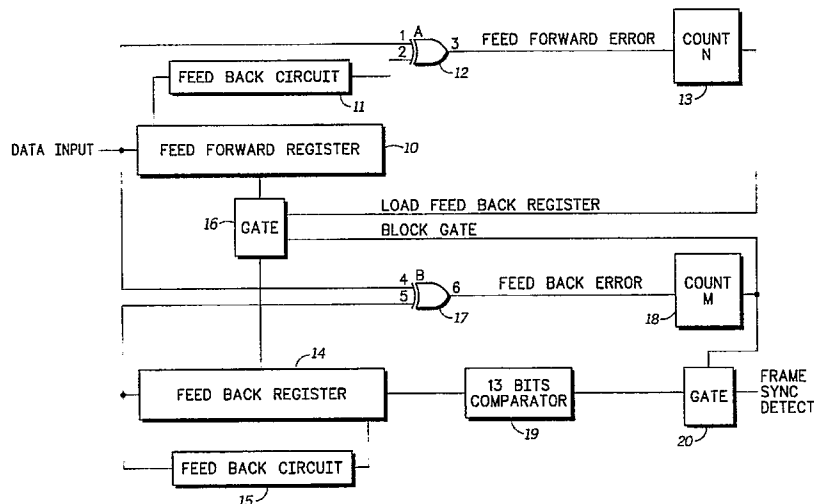 1 A
2
3
12
FEED FORWARD ERROR
COUNT
N
13
FEED BACK CIRCUIT
11
DATA INPUT
FEED FORWARD REGISTER
10
16
GATE
LOAD FEED BACK REGISTER
BLOCK GATE
4 B
5
6
17
FEED BACK ERROR
COUNT
M
18
14
FEED BACK REGISTER
13 BITS
COMPARATOR
19
GATE
20
FRAME
SYNC
DETECT
FEED BACK CIRCUIT
15